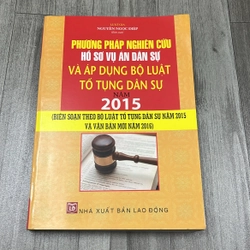 NGUYỄN NGỌC ĐIỆP
PHƯƠNG PHÁP NGHIÊN CỨU
HỒ SƠ VỤ ÁN DÂN SỰ
VÀ ÁP DỤNG BỘ LUẬT
TỐ TỤNG DÂN SỰ
NĂM
2015
(BIÊN SOẠN THEO BỘ LUẬT TỐ TỤNG DÂN SỰ NĂM 2015
VÀ VĂN BẢN MỚI NĂM 2016)
NHÀ XUẤT BẢN LAO ĐỘNG